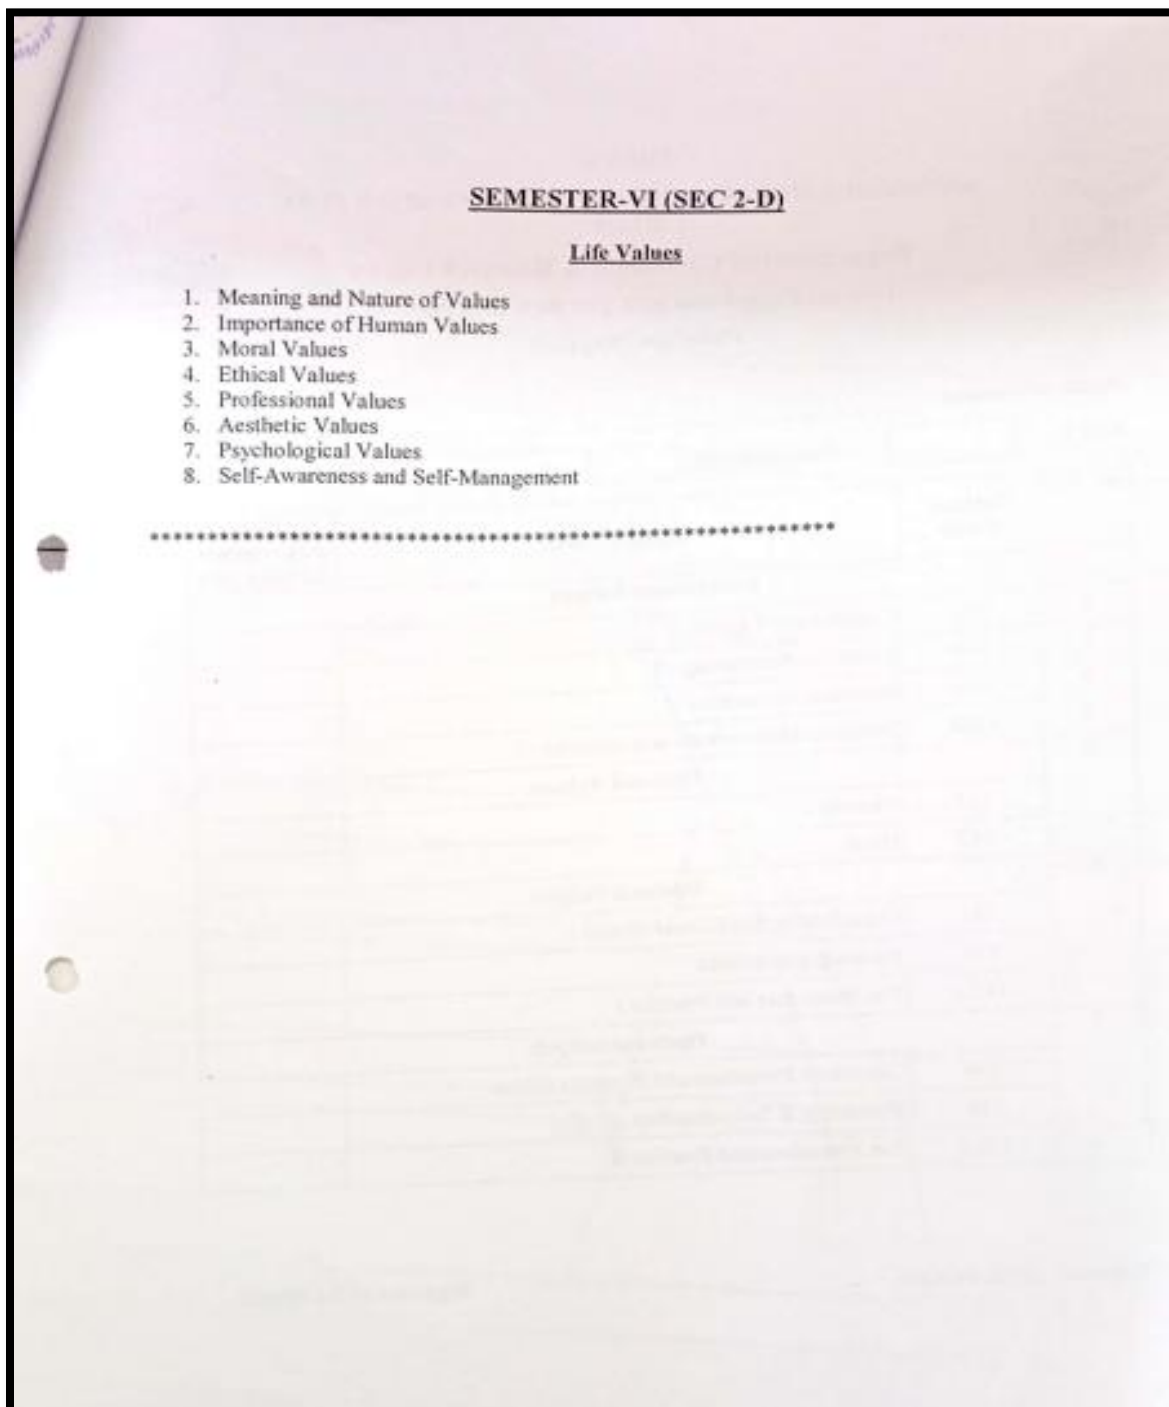 SEMESTER-VI (SEC 2-D)
Life Values
1. Meaning and Nature of Values
2. Importance of Human Values
3. Moral Values
4. Ethical Values
5. Professional Values
6. Aesthetic Values
7. Psychological Values
8. Self-Awareness and Self-Management